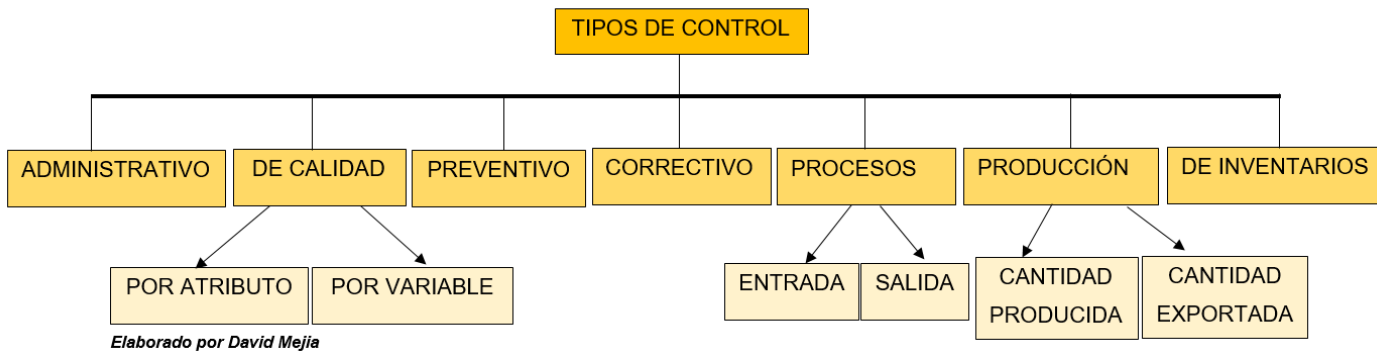 TIPOS DE CONTROL
ADMINISTRATIVO
DE CALIDAD
PREVENTIVO
CORRECTIVO
PROCESOS
PRODUCCIÓN
DE INVENTARIOS
POR ATRIBUTO
POR VARIABLE
ENTRADA
SALIDA
CANTIDAD
PRODUCIDA
CANTIDAD
EXPORTADA
Elaborado por David Mejia